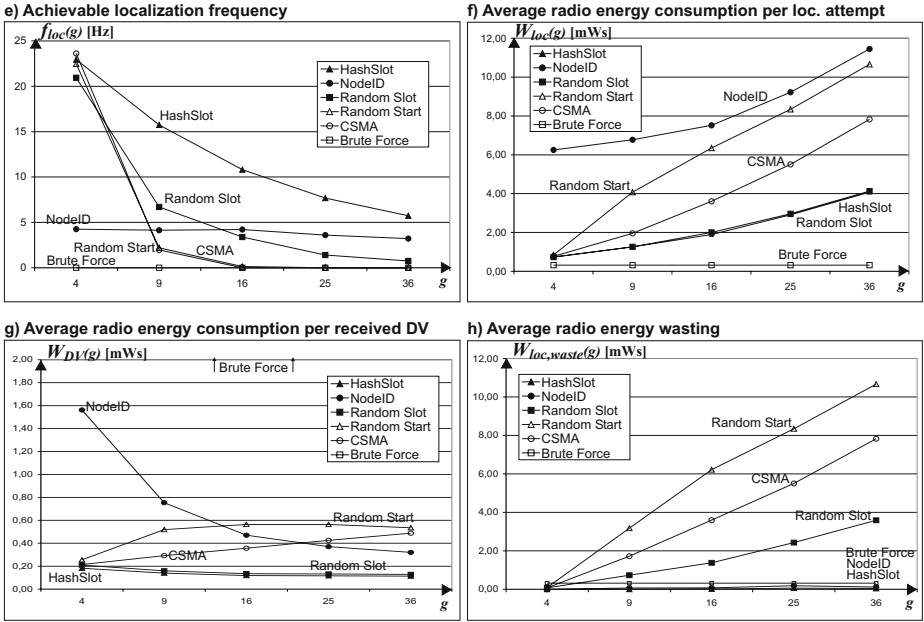 e) Achievable localization frequency
f_loc(g) [Hz]
25
20
15
10
5
0
HashSlot
NodeID
Random Slot
Random Start
CSMA
Brute Force
HashSlot
Random Slot
NodeID
Random Start
CSMA
Brute Force
4 9 16 25 36 g
f) Average radio energy consumption per loc. attempt
W_loc(g) [mWs]
12,00
10,00
8,00
6,00
4,00
2,00
0,00
HashSlot
NodeID
Random Slot
Random Start
CSMA
Brute Force
NodeID
CSMA
Random Start
HashSlot
Random Slot
Brute Force
4 9 16 25 36 g
g) Average radio energy consumption per received DV
W_DV(g) [mWs]
2,00
1,80
1,60
1,40
1,20
1,00
0,80
0,60
0,40
0,20
0,00
Brute Force
HashSlot
NodeID
Random Slot
Random Start
CSMA
Brute Force
NodeID
Random Start
CSMA
Random Slot
HashSlot
4 9 16 25 36 g
h) Average radio energy wasting
W_loc,waste(g) [mWs]
12,00
10,00
8,00
6,00
4,00
2,00
0,00
HashSlot
NodeID
Random Slot
Random Start
CSMA
Brute Force
Random Start
CSMA
Random Slot
Brute Force
NodeID
HashSlot
4 9 16 25 36 g